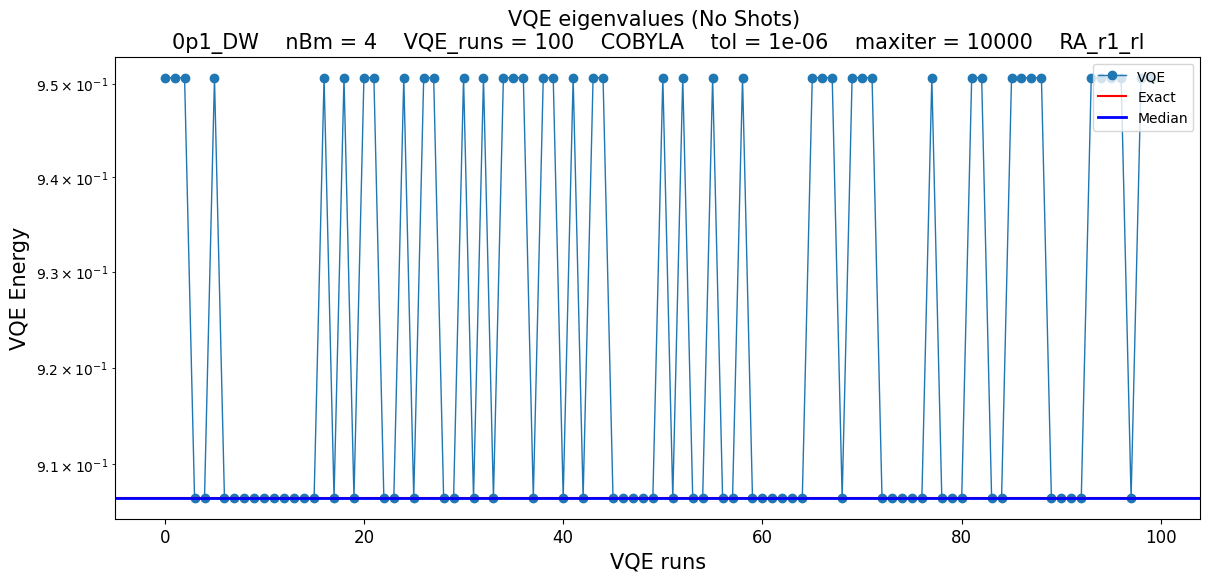 VQE eigenvalues (No Shots)
0p1_DW nBm = 4 VQE_runs = 100 COBYLA tol = 1e-06 maxiter = 10000 RA_r1_rl
9.5 × 10⁻¹
9.4 × 10⁻¹
9.3 × 10⁻¹
9.2 × 10⁻¹
9.1 × 10⁻¹
VQE Energy
VQE
Exact
Median
0 20 40 60 80 100
VQE runs